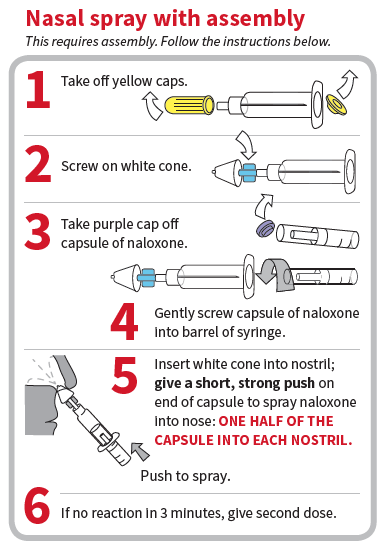 Nasal spray with assembly
This requires assembly. Follow the instructions below.
1 Take off yellow caps.
2 Screw on white cone.
3 Take purple cap off
capsule of naloxone.
4 Gently screw capsule of naloxone
into barrel of syringe.
5 Insert white cone into nostril;
give a short, strong push on
end of capsule to spray naloxone
into nose: ONE HALF OF THE
CAPSULE INTO EACH NOSTRIL.
Push to spray.
6 If no reaction in 3 minutes, give second dose.